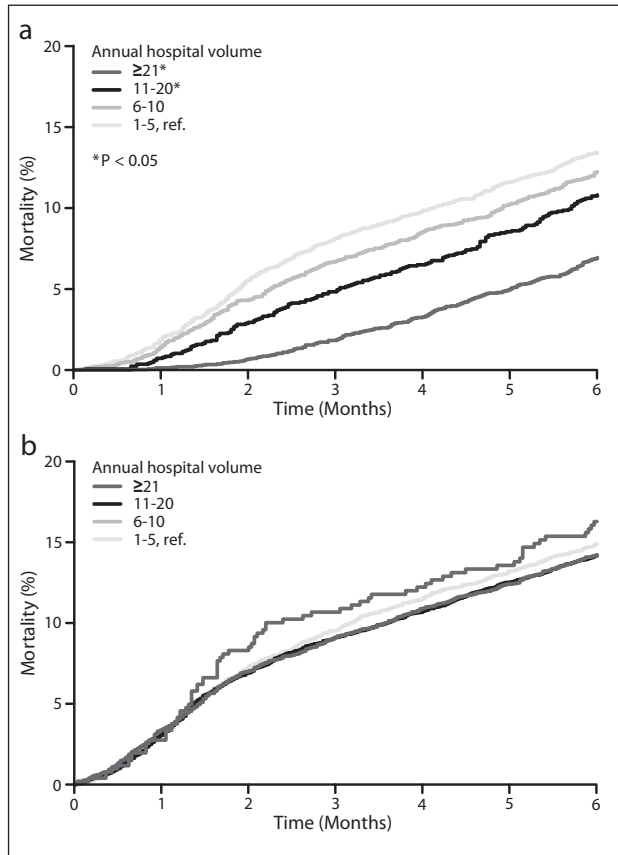 a
Annual hospital volume
≥21*
11-20*
6-10
1-5, ref.
*P < 0.05
20
15
10
5
0
Mortality (%)
0 1 2 3 4 5 6
Time (Months)
b
Annual hospital volume
≥21
11-20
6-10
1-5, ref.
20
15
10
5
0
Mortality (%)
0 1 2 3 4 5 6
Time (Months)